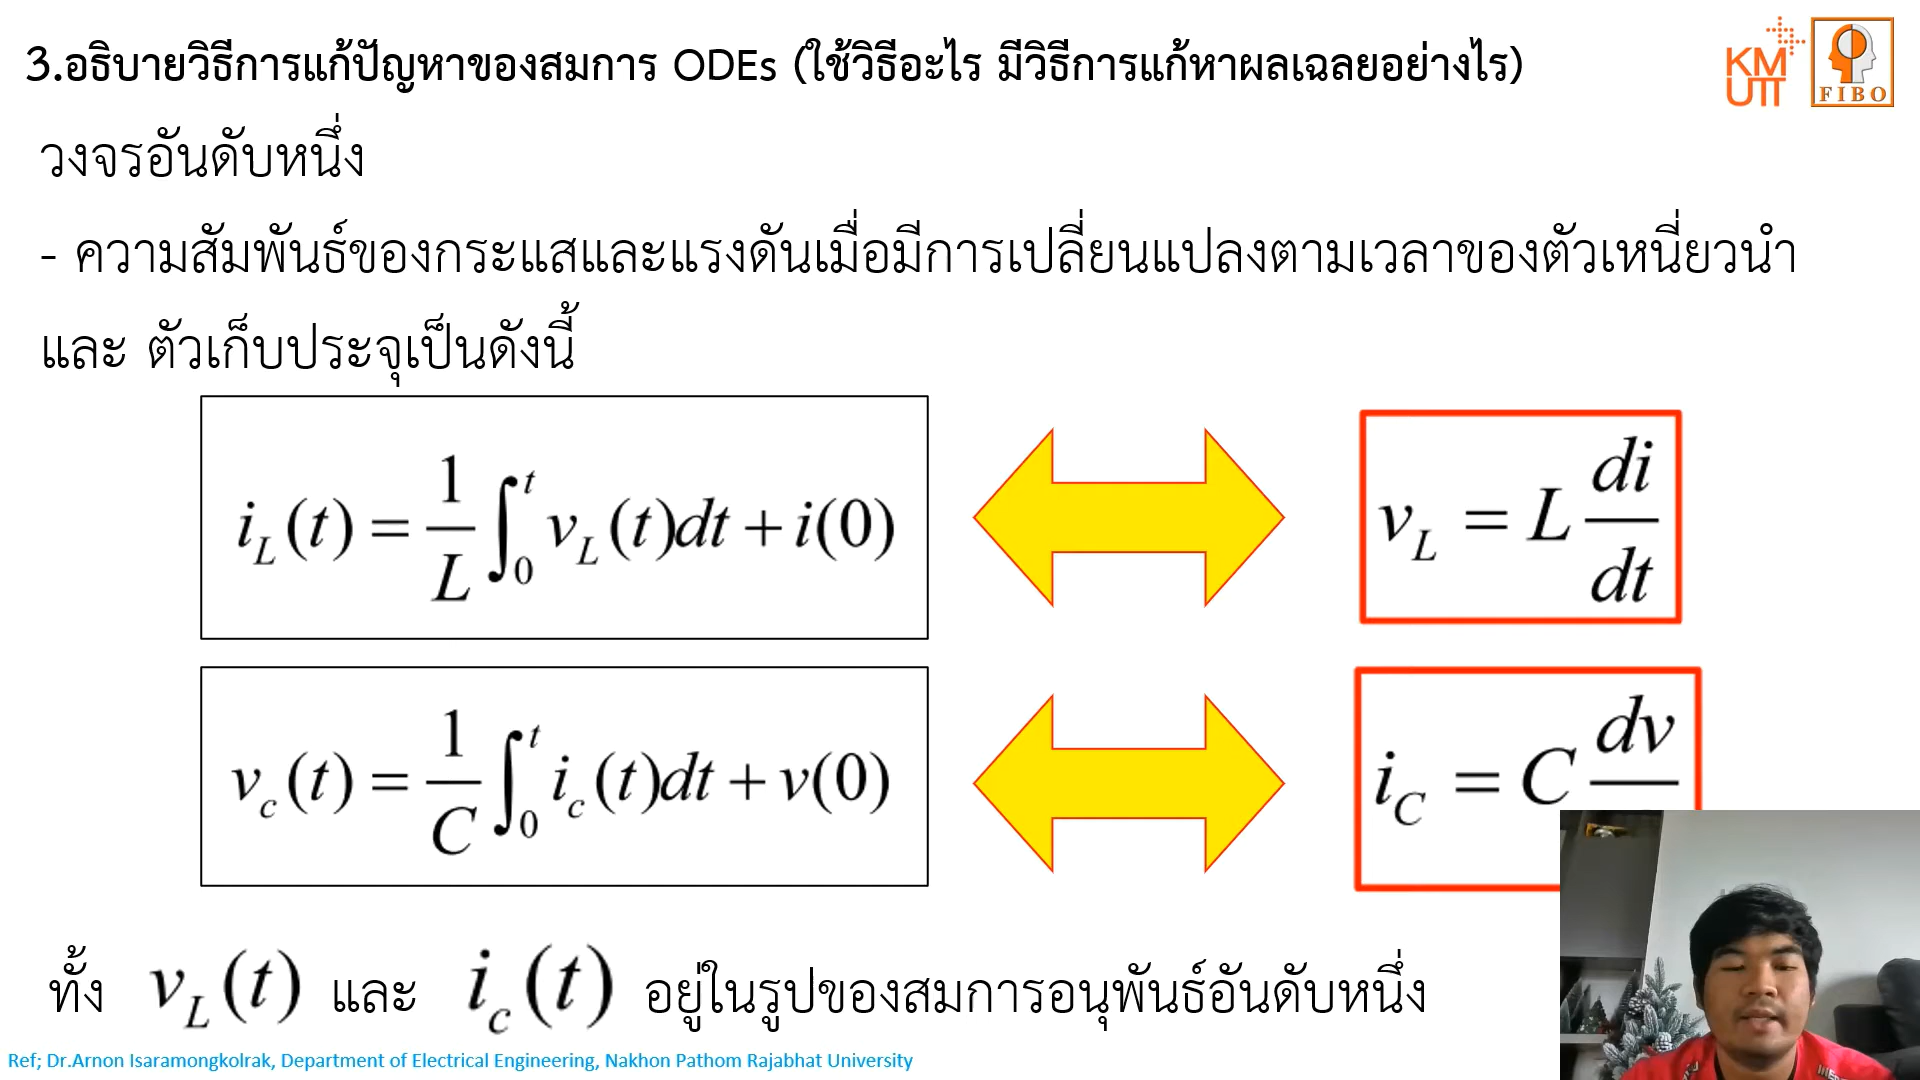 3.อธิบายวิธีการแก้ปัญหาของสมการ ODEs (ใช้วิธีอะไร มีวิธีการแก้หาผลเฉลยอย่างไร)
KM
UTT
FIBO
วงจรอันดับหนึ่ง
- ความสัมพันธ์ของกระแสและแรงดันเมื่อมีการเปลี่ยนแปลงตามเวลาของตัวเหนี่ยวนำ
และ ตัวเก็บประจุเป็นดังนี้
i_L(t) = \frac{1}{L} \int_0^t v_L(t)dt + i(0)
v_L = L \frac{di}{dt}
v_c(t) = \frac{1}{C} \int_0^t i_c(t)dt + v(0)
i_C = C dv
ทั้ง v_L(t) และ i_c(t) อยู่ในรูปของสมการอนุพันธ์อันดับหนึ่ง
Ref; Dr.Arnon Isaramongkolrak, Department of Electrical Engineering, Nakhon Pathom Rajabhat University